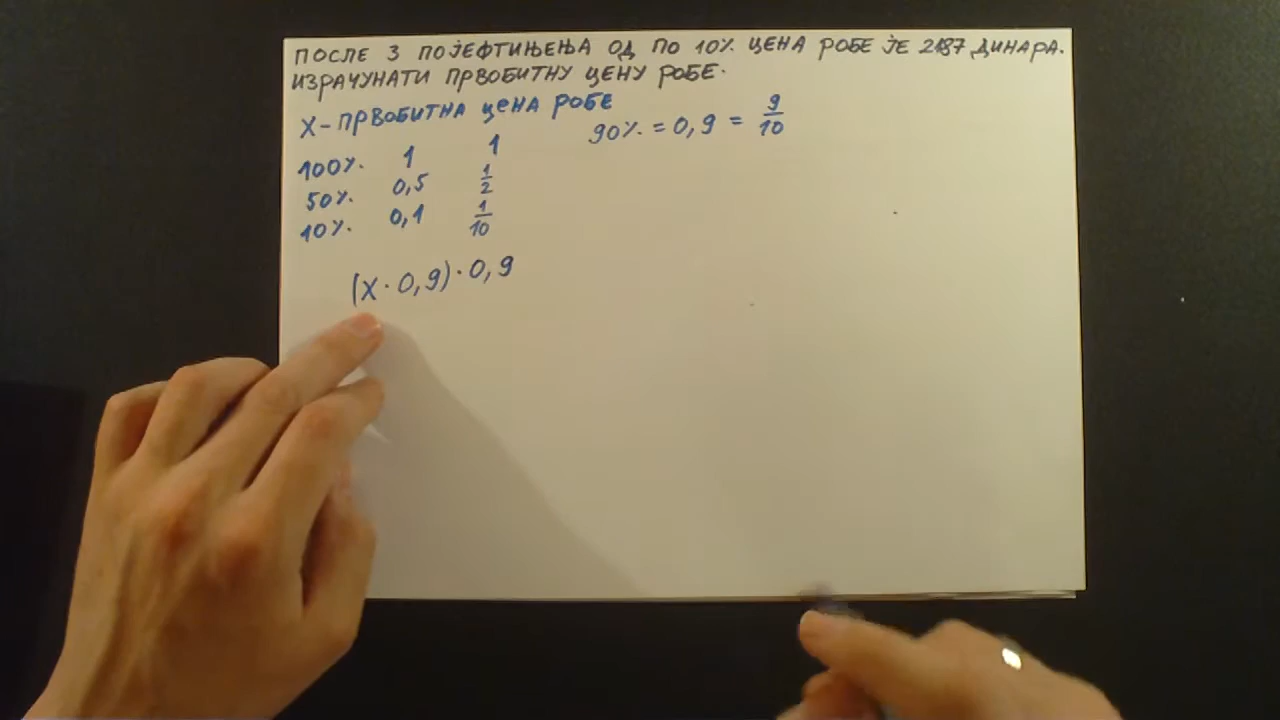 ПОСЛЕ 3 ПОЈЕФТИЊЕЊА ОД ПО 10% ЦЕНА РОБЕ ЈЕ 2187 ДИНАРА.
ИЗРАЧУНАТИ ПРВОБИТНУ ЦЕНУ РОБЕ.
X - ПРВОБИТНА ЦЕНА РОБЕ
90% = 0,9 = 9/10
100% 1 1
50% 0,5 1/2
10% 0,1 1/10
(X · 0,9) · 0,9